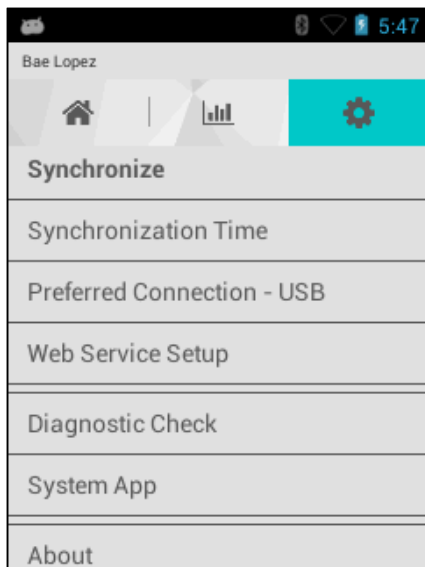 5:47
Bae Lopez
Synchronize
Synchronization Time
Preferred Connection - USB
Web Service Setup
Diagnostic Check
System App
About